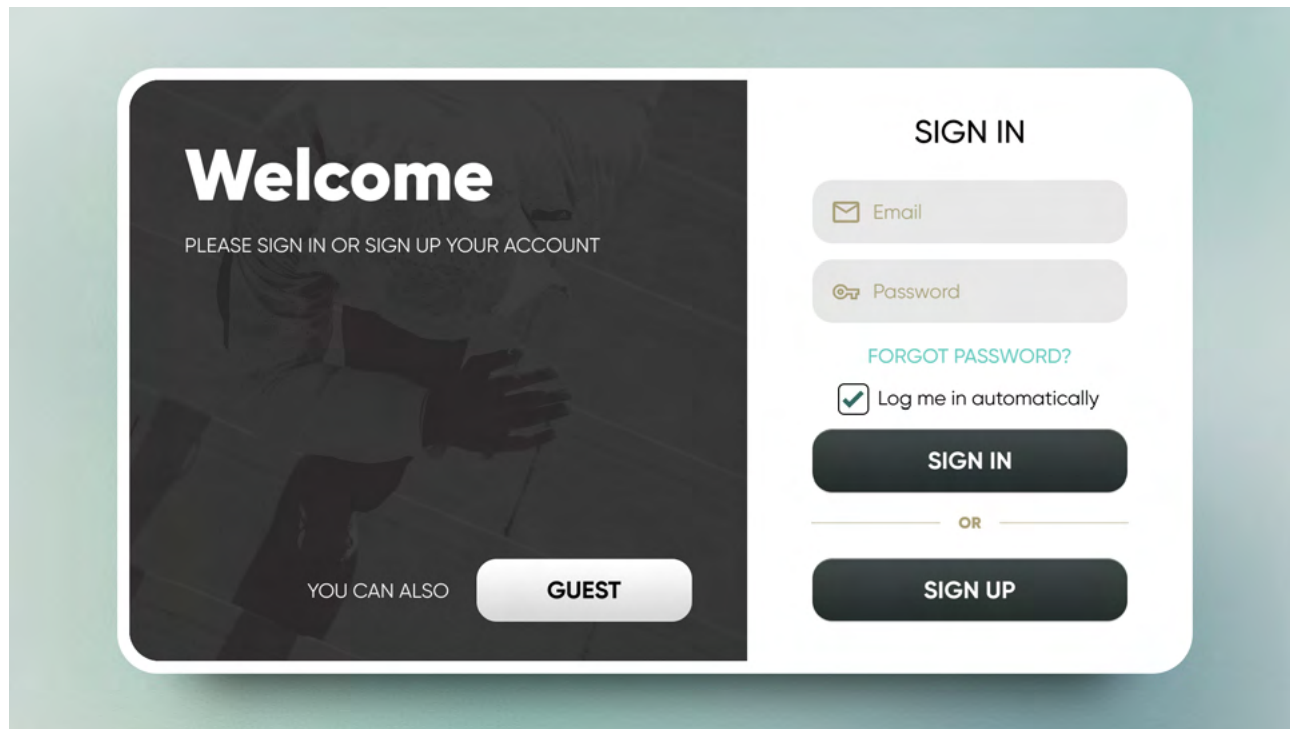 Welcome
PLEASE SIGN IN OR SIGN UP YOUR ACCOUNT
YOU CAN ALSO
GUEST
SIGN IN
Email
Password
FORGOT PASSWORD?
Log me in automatically
SIGN IN
OR
SIGN UP